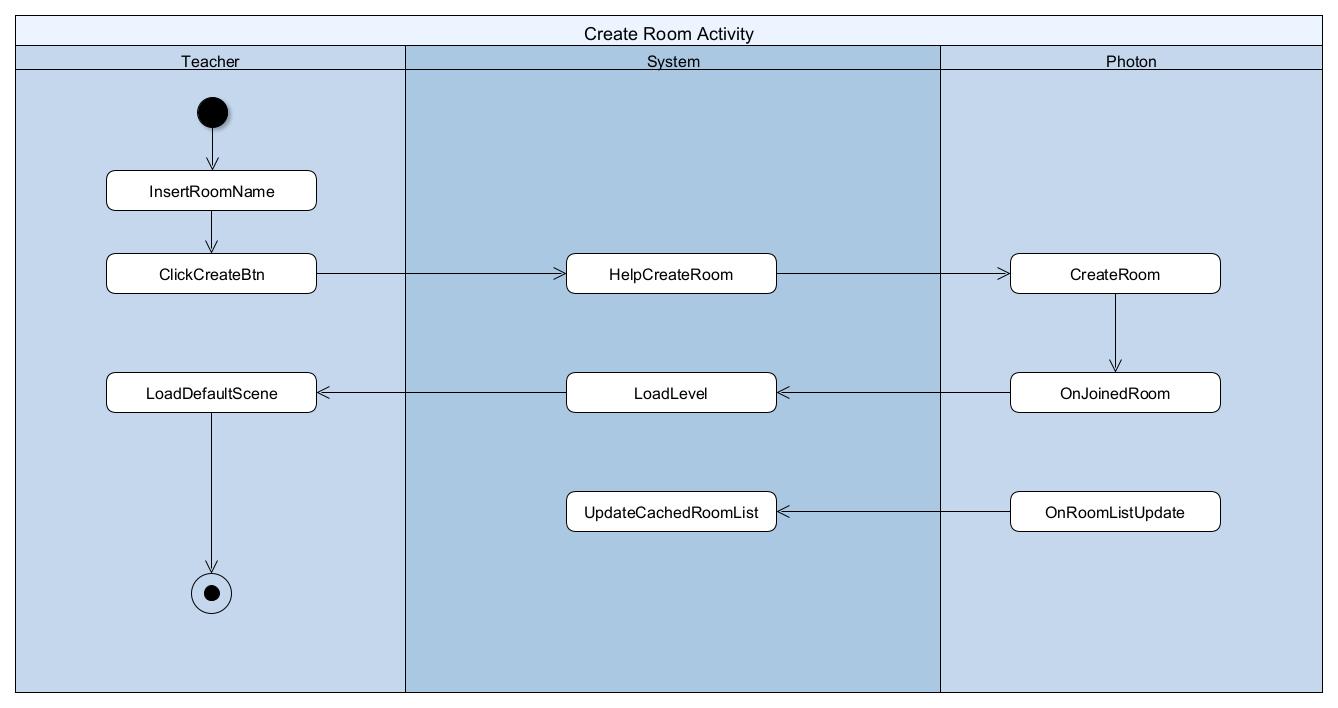 Create Room Activity
Teacher
System
Photon
InsertRoomName
ClickCreateBtn
HelpCreateRoom
CreateRoom
LoadDefaultScene
LoadLevel
OnJoinedRoom
UpdateCachedRoomList
OnRoomListUpdate